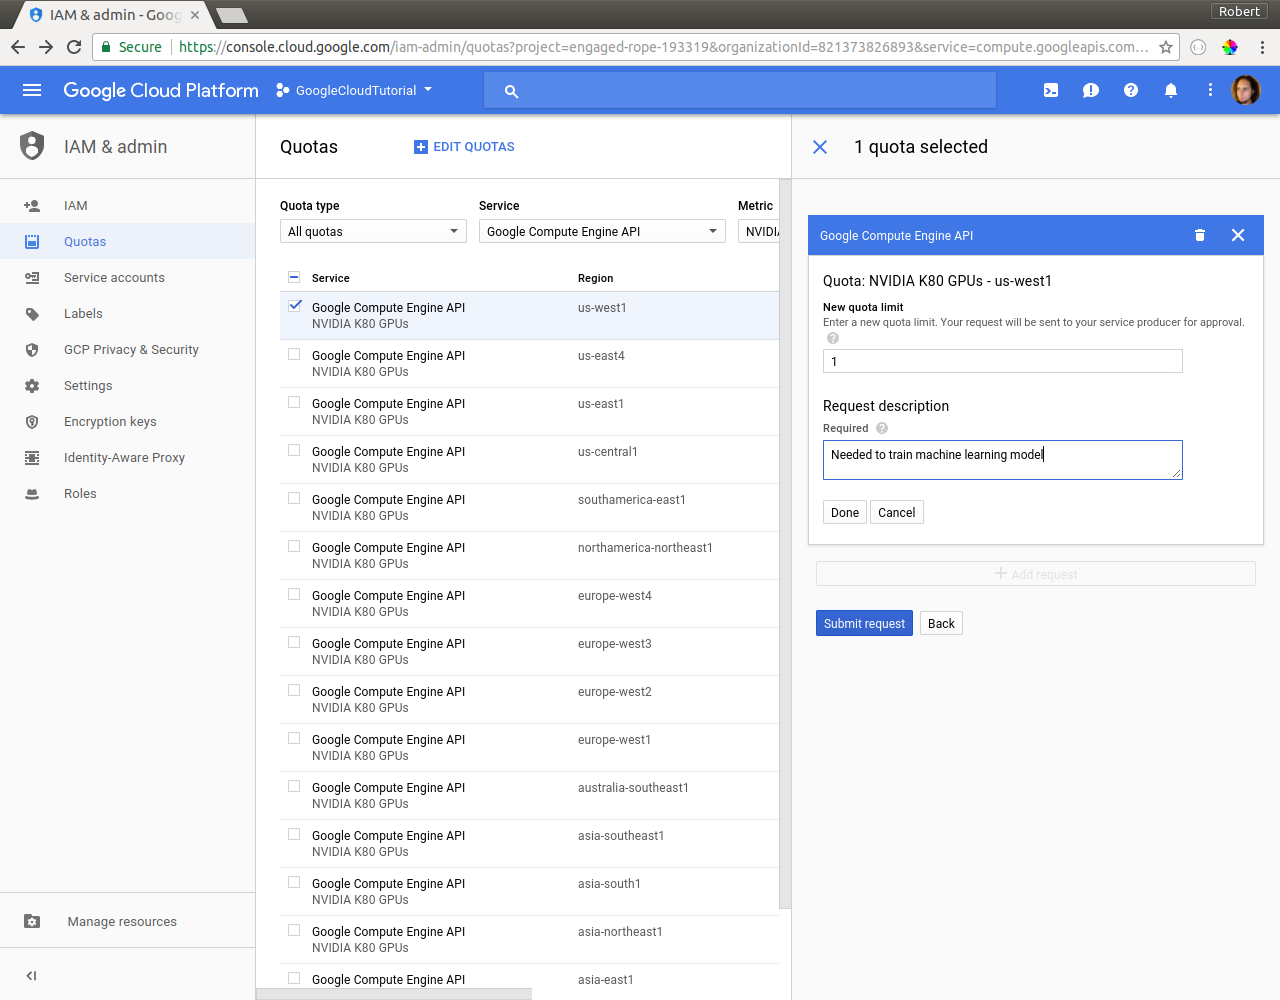 IAM & admin - Goog
Robert
Secure
https://console.cloud.google.com/iam-admin/quotas?project=engaged-rope-193319&organizationId=821373826893&service=compute.googleapis.com...
Google Cloud Platform
GoogleCloudTutorial
IAM & admin
IAM
Quotas
Service accounts
Labels
GCP Privacy & Security
Settings
Encryption keys
Identity-Aware Proxy
Roles
Manage resources
Quotas
EDIT QUOTAS
Quota type
Service
Metric
All quotas
Google Compute Engine API
NVIDI
Service
Region
Google Compute Engine API
us-west1
NVIDIA K80 GPUs
Google Compute Engine API
us-east4
NVIDIA K80 GPUs
Google Compute Engine API
us-east1
NVIDIA K80 GPUs
Google Compute Engine API
us-central1
NVIDIA K80 GPUs
Google Compute Engine API
southamerica-east1
NVIDIA K80 GPUs
Google Compute Engine API
northamerica-northeast1
NVIDIA K80 GPUs
Google Compute Engine API
europe-west4
NVIDIA K80 GPUs
Google Compute Engine API
europe-west3
NVIDIA K80 GPUs
Google Compute Engine API
europe-west2
NVIDIA K80 GPUs
Google Compute Engine API
europe-west1
NVIDIA K80 GPUs
Google Compute Engine API
australia-southeast1
NVIDIA K80 GPUs
Google Compute Engine API
asia-southeast1
NVIDIA K80 GPUs
Google Compute Engine API
asia-south1
NVIDIA K80 GPUs
Google Compute Engine API
asia-northeast1
NVIDIA K80 GPUs
Google Compute Engine API
asia-east1
1 quota selected
Google Compute Engine API
Quota: NVIDIA K80 GPUs - us-west1
New quota limit
Enter a new quota limit. Your request will be sent to your service producer for approval.
1
Request description
Required
Needed to train machine learning model
Done
Cancel
Add request
Submit request
Back